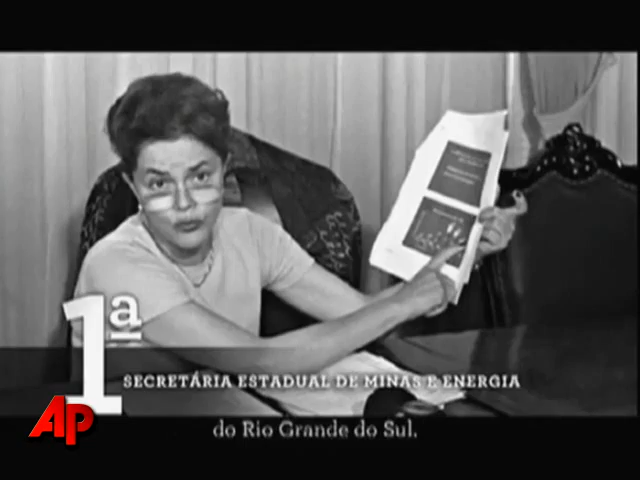 1ª
SECRETÁRIA ESTADUAL DE MINAS E ENERGIA
do Rio Grande do Sul.
AP